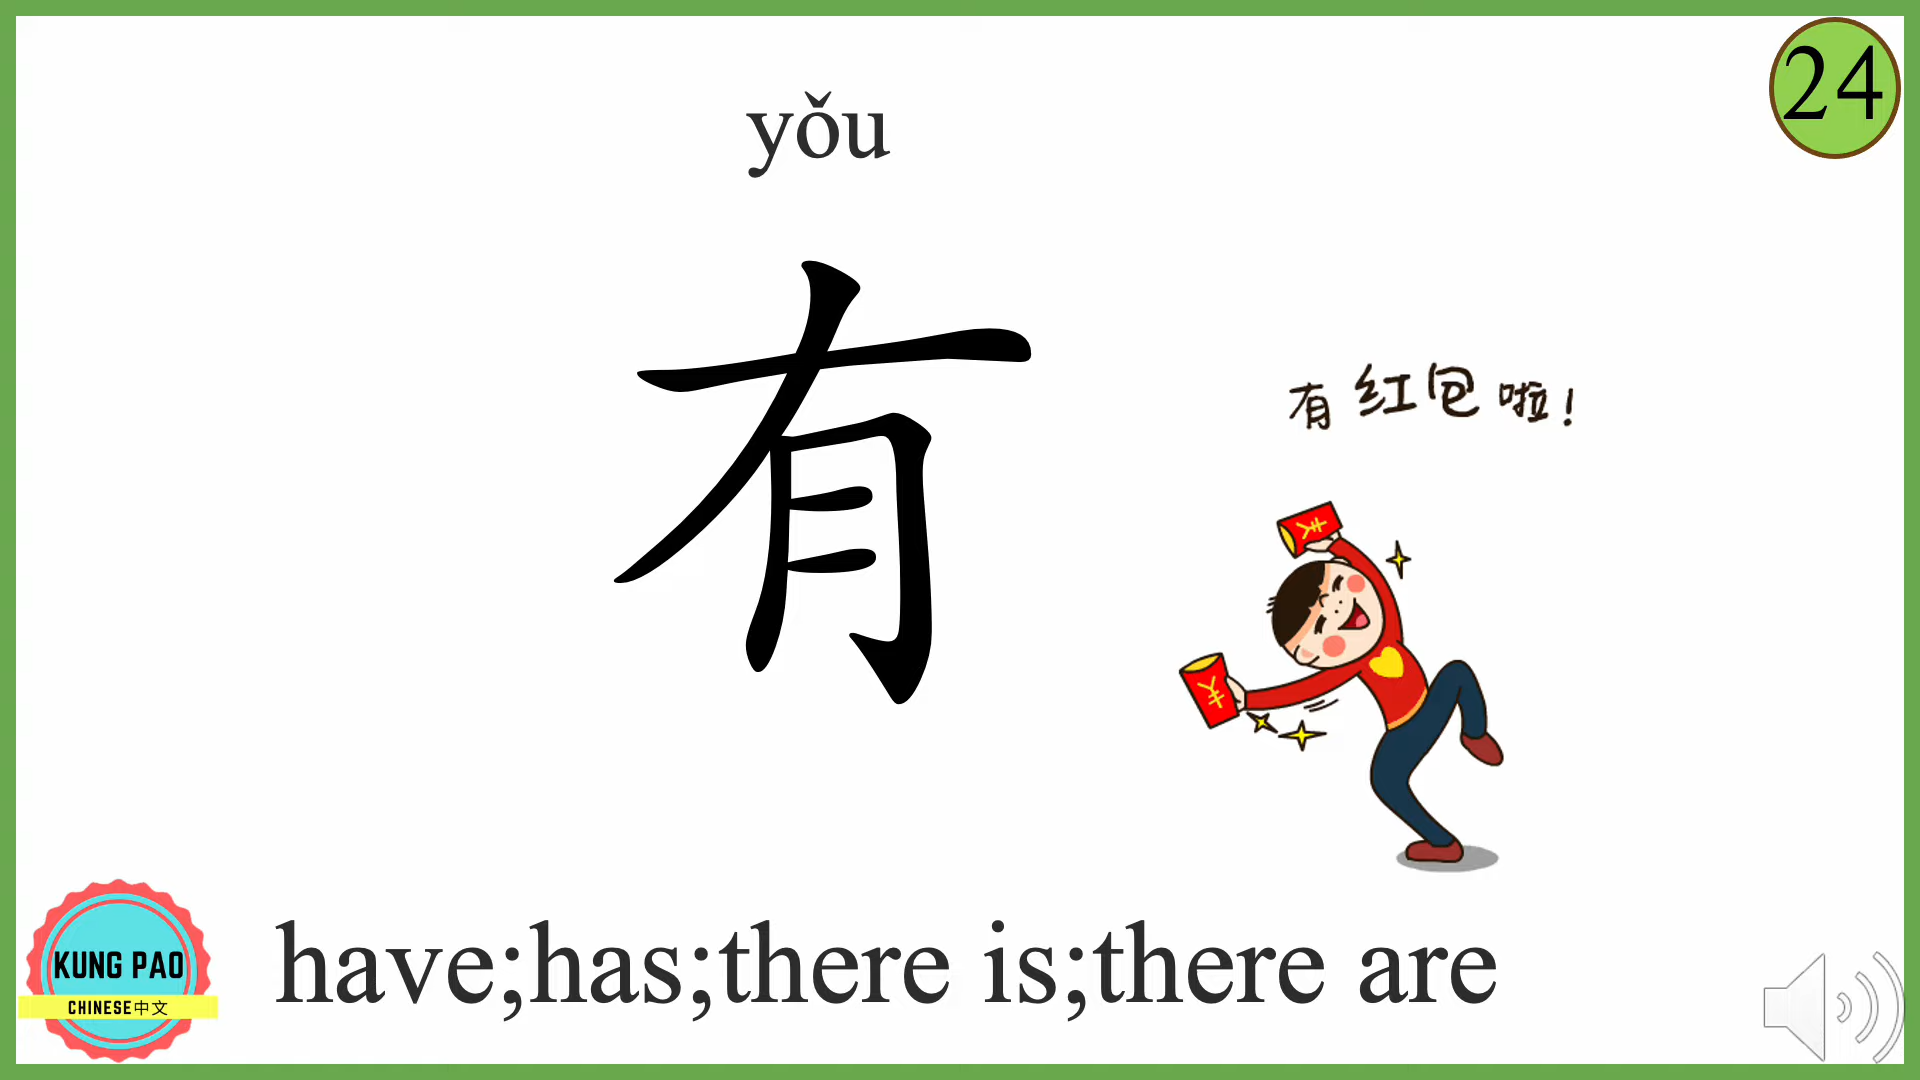 yǒu
24
有
有红包啦!
KUNG PAO
CHINESE中文
have;has;there is;there are